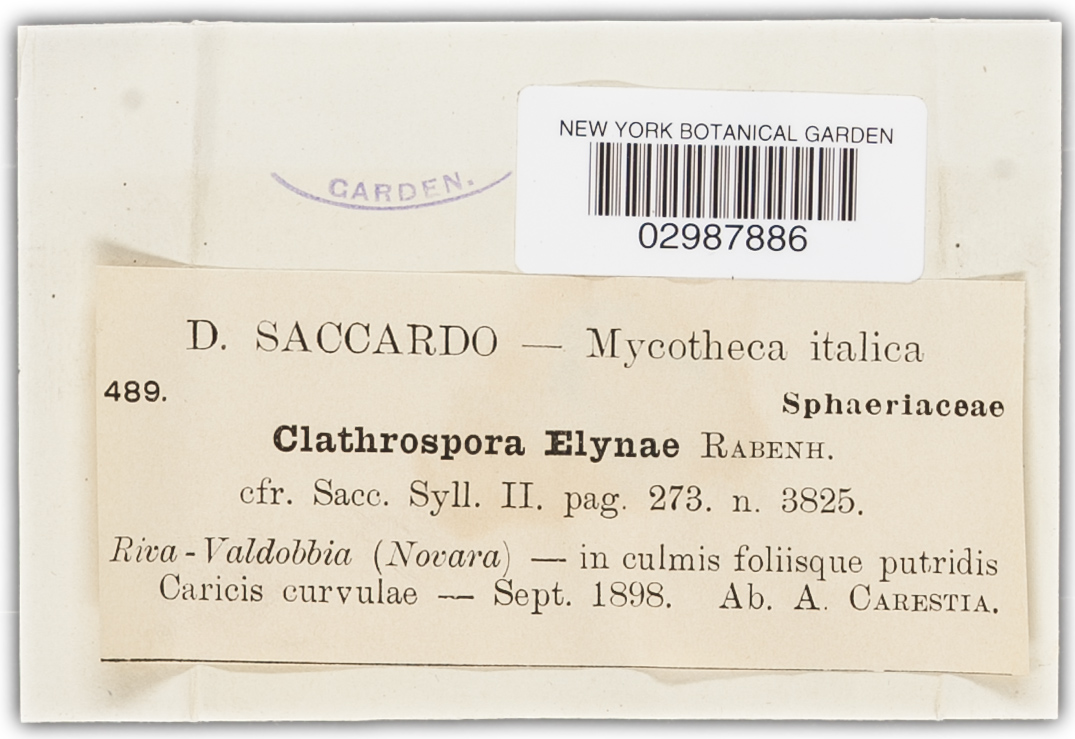 NEW YORK BOTANICAL GARDEN
02987886
GARDEN.
D. SACCARDO — Mycotheca italica
489.
Sphaeriaceae
Clathrospora Elynae RABENH.
cfr. Sacc. Syll. II. pag. 273. n. 3825.
Riva - Valdobbia (Novara) — in culmis foliisque putridis
Caricis curvulae — Sept. 1898. Ab. A. CARESTIA.